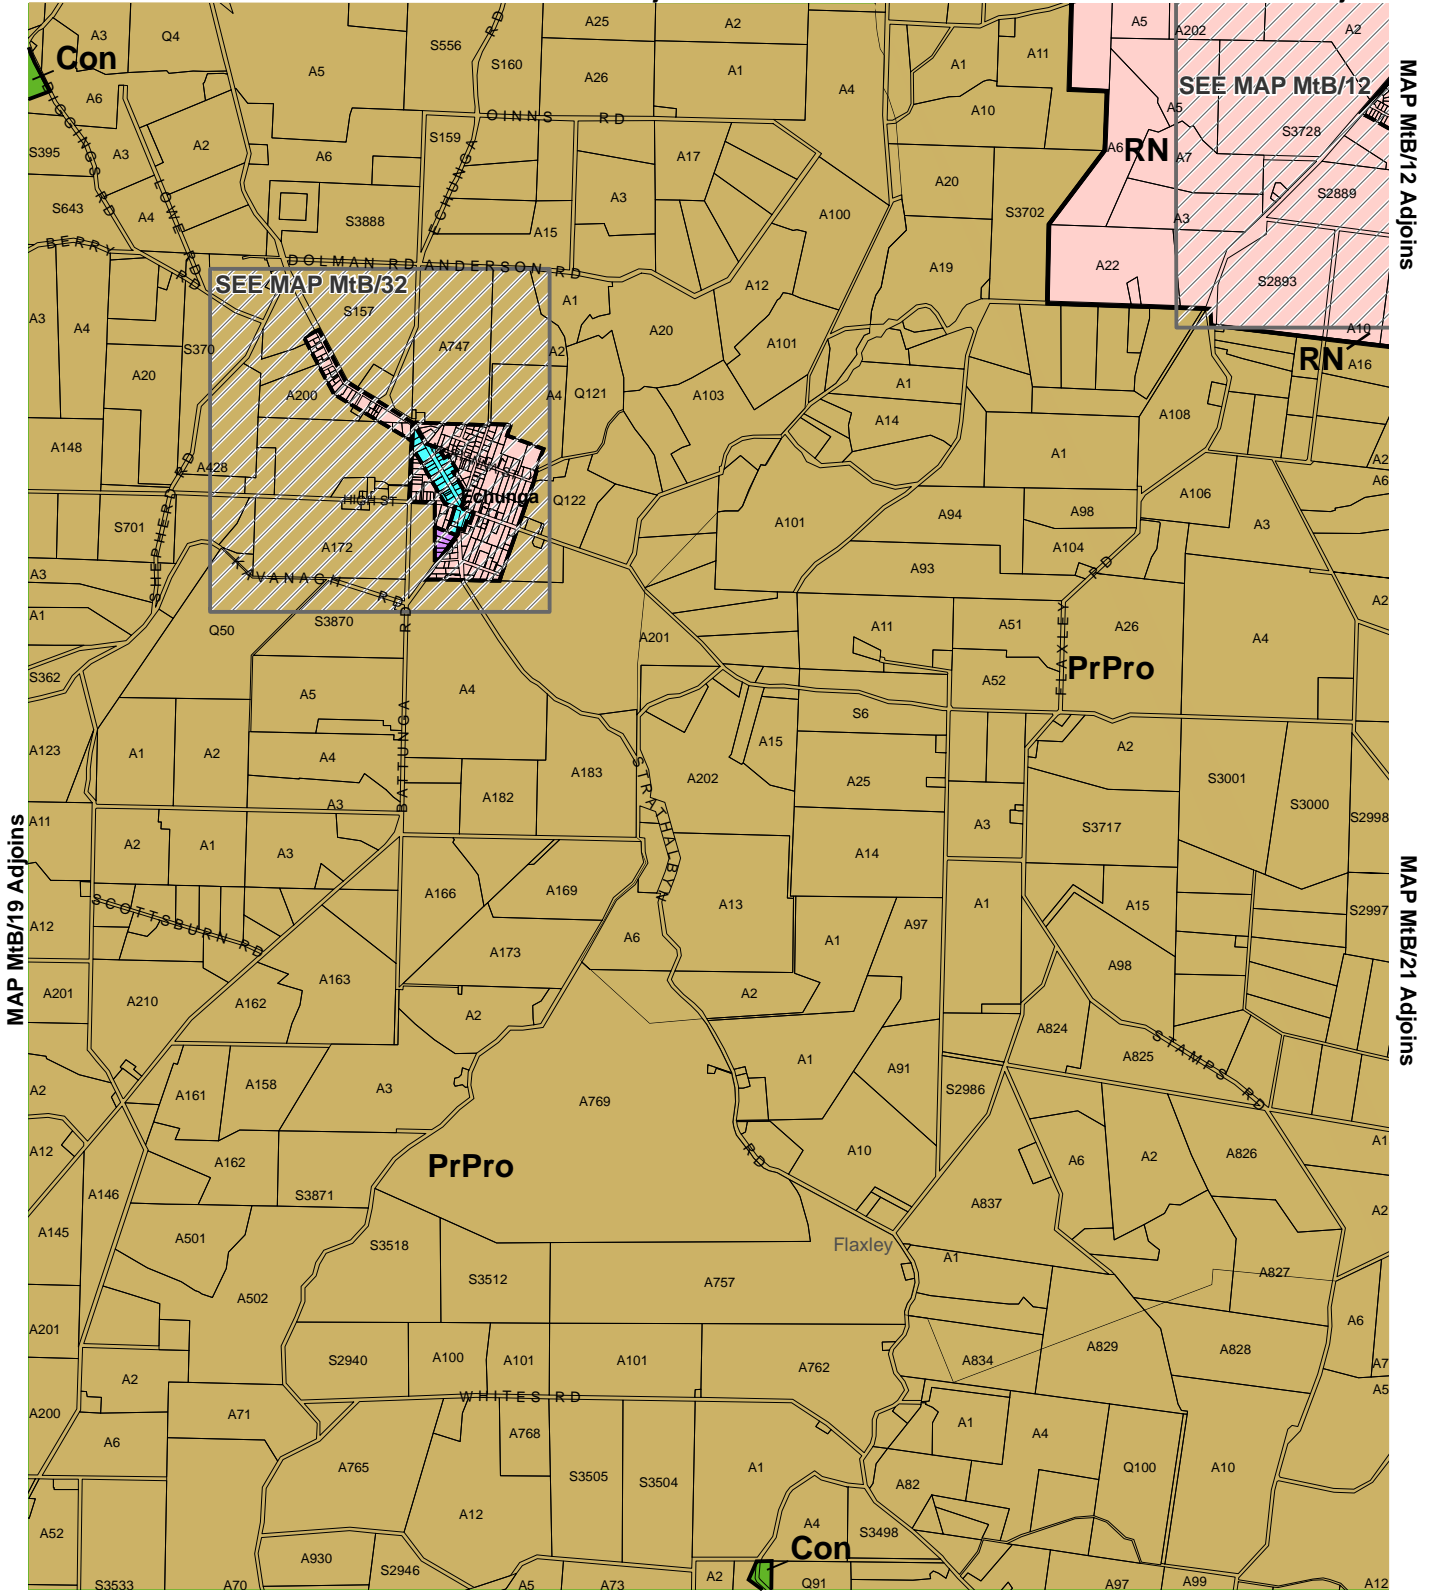 A3
Q4
A5
S556
S160
RD
A25
A2
A26
A1
A4
A1
A11
A5
A202
A2
Con
SEE MAP MtB/12
A6
DIGGINGS RD
OINNS RD
A10
A5
S3728
S395
A3
A2
A6
S159
ECHUNGA
A17
A6
RN
A7
S643
A4
LOWE RD
S3888
A3
A20
S2889
A15
A100
S3702
A3
BERRY RD
DOLMAN RD
ANDERSON RD
A19
A22
S2893
SEE MAP MtB/32
A12
A1
S157
A3
A4
A20
A10
S370
A747
A2
A101
RN
A16
A20
A200
A4
Q121
A103
A1
A14
A108
A148
A428
A1
A2
A6
HIGH ST
Echunga
Q122
A106
S701
SHEPHERD RD
A101
A94
A98
A3
A172
A104
A3
KAVANAGH RD
A93
RD
A1
A2
Q50
S3870
RD
A201
A11
A51
FLAXLEY
A26
A4
PrPro
S362
A5
A4
A52
S6
A123
A1
A2
A4
BATTUNGA
A183
STRATHALBYN
A202
A15
A25
A2
S3001
S3000
S2998
A3
A182
A11
A2
A1
A3
A3
S3717
A14
A166
A169
A13
A1
A15
S2997
SCOTTSBURN RD
A12
A6
A1
A97
A173
A98
A201
A210
A162
A163
A2
A2
A824
A825
STAMPS RD
A1
A91
S2986
A2
A161
A158
A3
A769
A12
A162
PrPro
RD
A10
A6
A2
A826
A1
A146
S3871
A837
A2
A145
A501
S3518
Flaxley
A1
S3512
A757
A827
A502
A201
A6
S2940
A100
A101
A101
A762
A834
A829
A828
A7
A2
A5
WHITES RD
A200
A71
A768
A1
A4
A6
A765
S3505
S3504
A1
Q100
A10
A82
A12
A52
A4
S3498
Con
A930
S2946
S3533
A70
A5
A73
A2
Q91
A97
A99
A12
MAP MtB/19 Adjoins
MAP MtB/12 Adjoins
MAP MtB/21 Adjoins